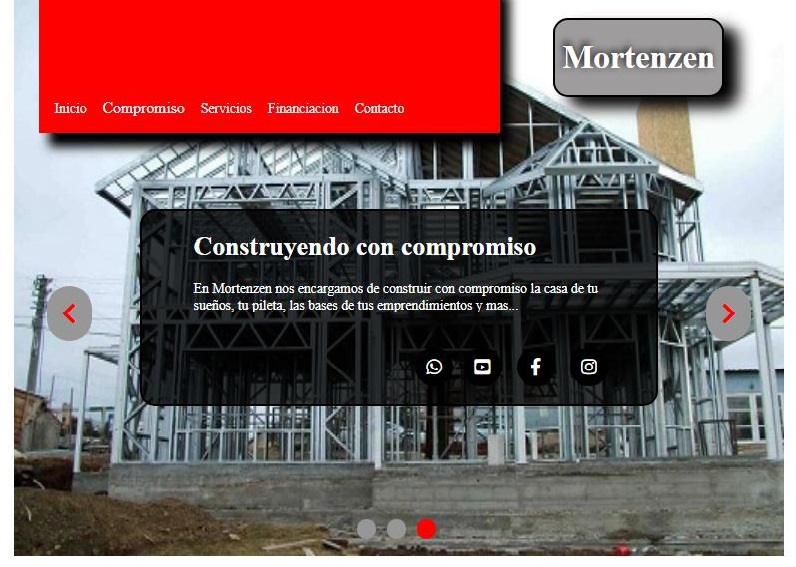 Mortenzen
Inicio Compromiso Servicios Financiacion Contacto
Construyendo con compromiso
En Mortenzen nos encargamos de construir con compromiso la casa de tu
sueños, tu pileta, las bases de tus emprendimientos y mas...